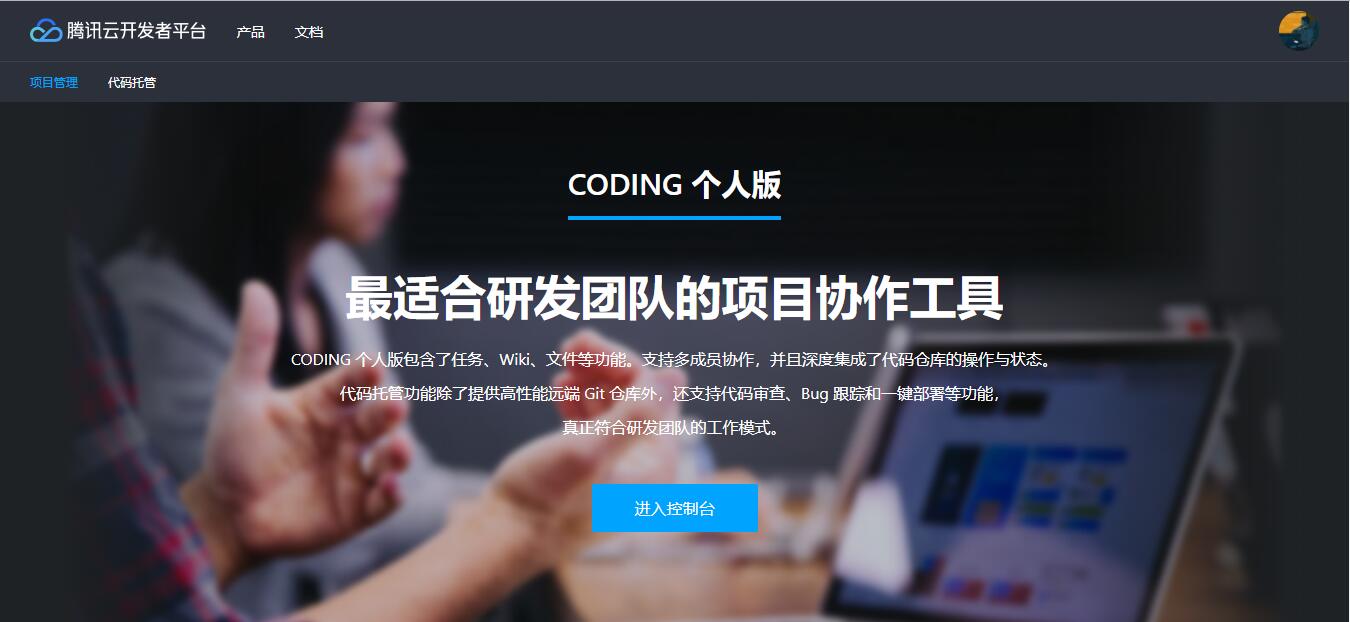 腾讯云开发者平台 产品 文档
项目管理 代码托管
CODING 个人版
最适合研发团队的项目协作工具
CODING 个人版包含了任务、Wiki、文件等功能。支持多成员协作，并且深度集成了代码仓库的操作与状态。
代码托管功能除了提供高性能远端 Git 仓库外，还支持代码审查、Bug 跟踪和一键部署等功能，
真正符合研发团队的工作模式。
进入控制台